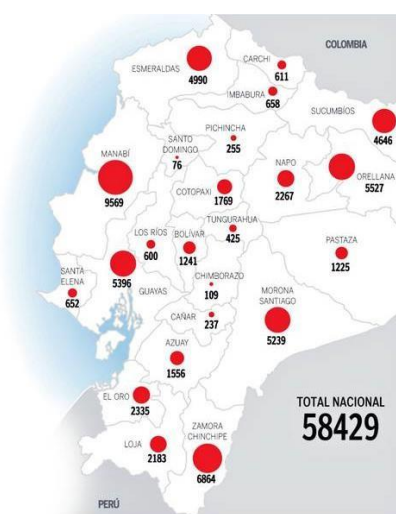 COLOMBIA
ESMERALDAS
4990
CARCHI
611
IMBABURA
658
SUCUMBÍOS
4646
PICHINCHA
255
SANTO
DOMINGO
76
MANABÍ
9569
COTOPAXI
1769
NAPO
2267
ORELLANA
5527
TUNGURAHUA
425
LOS RÍOS
600
BOLÍVAR
1241
PASTAZA
1225
SANTA
ELENA
652
5396
GUAYAS
CHIMBORAZO
109
MORONA
SANTIAGO
5239
CAÑAR
237
AZUAY
1556
EL ORO
2335
LOJA
2183
ZAMORA
CHINCHIPE
6864
TOTAL NACIONAL
58429
PERÚ